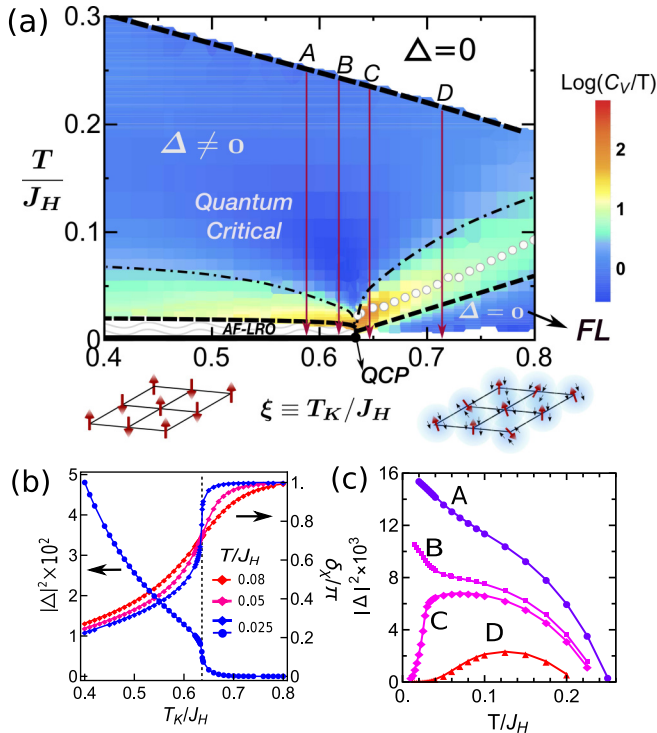 (a)
0.3
0.2
0.1
0
T
J_H
A
B
C
D
Δ=0
Δ ≠ 0
Quantum
Critical
AF-LRO
Δ = 0
FL
QCP
0.4 0.5 0.6 0.7 0.8
ξ ≡ T_K/J_H
Log(C_V/T)
2
1
0
(b)
5
4
3
2
1
0
|Δ|²×10²
1.
0.8
0.6
0.4
0.2
0
δ_χ/π
T/J_H
0.08
0.05
0.025
0.4 0.5 0.6 0.7 0.8
T_K/J_H
(c)
16
12
8
4
0
|Δ|²×10³
A
B
C
D
0. 0.1 0.2
T/J_H